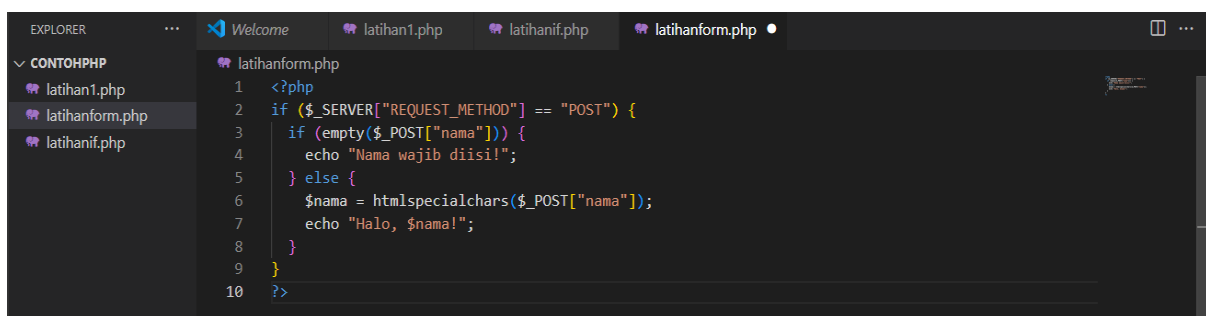 EXPLORER ··· Welcome latihan1.php latihanif.php latihanform.php ● ···
CONTOHPHP
latihan1.php
latihanform.php
latihanif.php
latihanform.php
1 <?php
2 if ($_SERVER["REQUEST_METHOD"] == "POST") {
3 if (empty($_POST["nama"])) {
4 echo "Nama wajib diisi!";
5 } else {
6 $nama = htmlspecialchars($_POST["nama"]);
7 echo "Halo, $nama!";
8 }
9 }
10 ?>